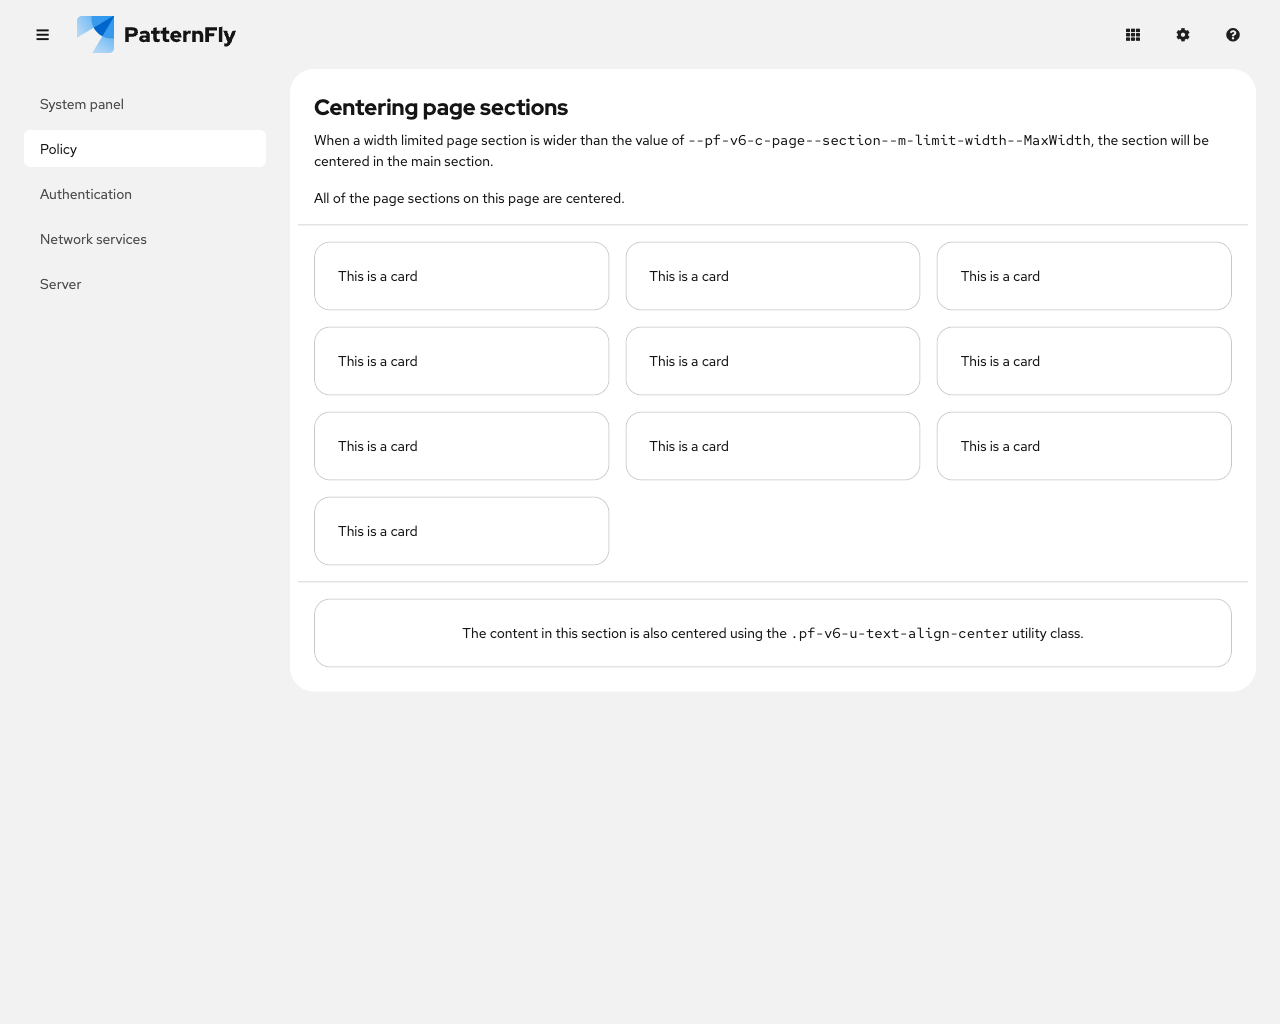 PatternFly
System panel
Policy
Authentication
Network services
Server
Centering page sections
When a width limited page section is wider than the value of --pf-v6-c-page--section--m-limit-width--MaxWidth, the section will be
centered in the main section.
All of the page sections on this page are centered.
This is a card
This is a card
This is a card
This is a card
This is a card
This is a card
This is a card
This is a card
This is a card
This is a card
The content in this section is also centered using the .pf-v6-u-text-align-center utility class.